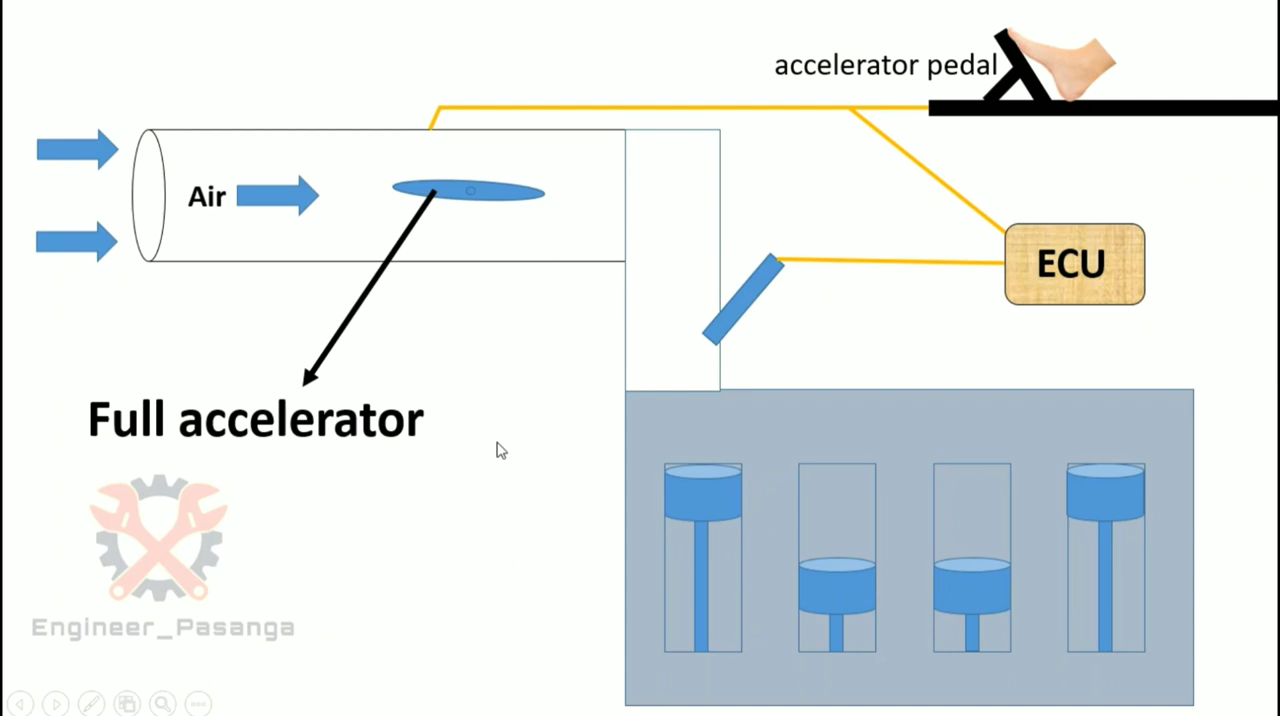 accelerator pedal
Air
ECU
Full accelerator
Engineer_Pasanga